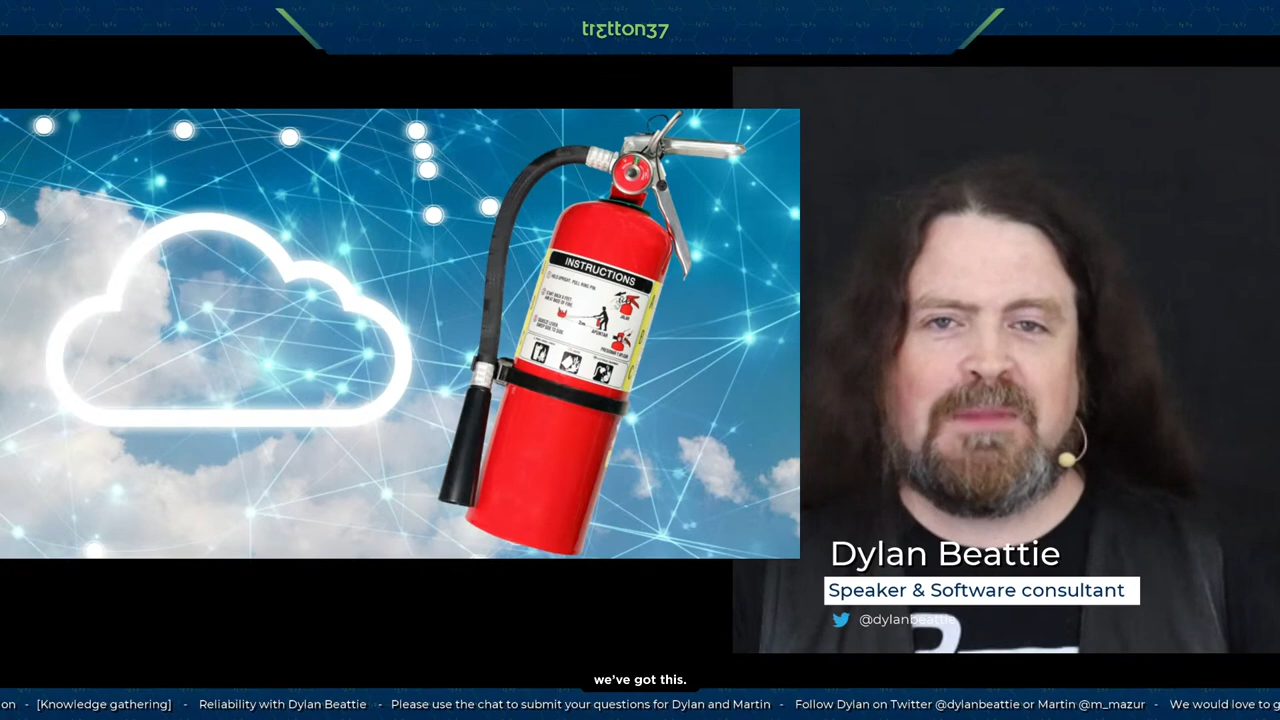 trετton37
INSTRUCTIONS
Dylan Beattie
Speaker & Software consultant
@dylanbeattie
we've got this.
on - [Knowledge gathering] - Reliability with Dylan Beattie - Please use the chat to submit your questions for Dylan and Martin - Follow Dylan on Twitter @dylanbeattie or Martin @m_mazur - We would love to g